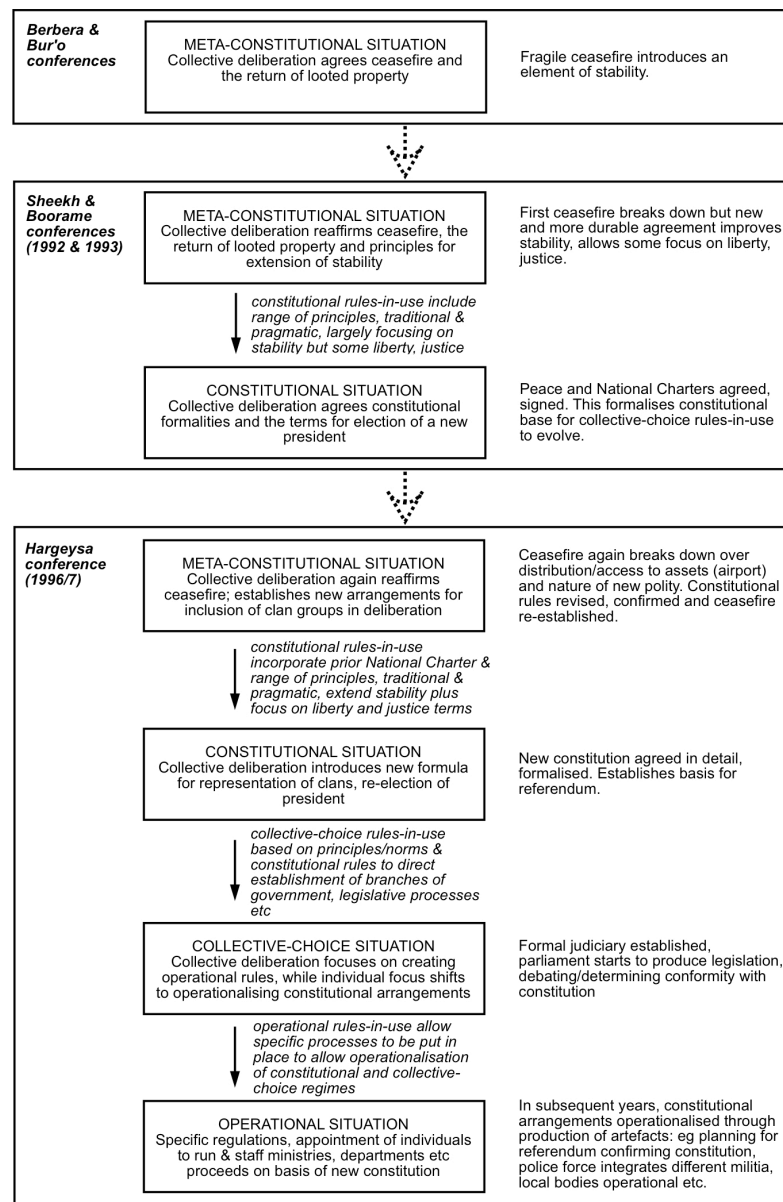 Berbera &
Bur'o
conferences
META-CONSTITUTIONAL SITUATION
Collective deliberation agrees ceasefire and
the return of looted property
Fragile ceasefire introduces an
element of stability.
Sheekh &
Boorame
conferences
(1992 & 1993)
META-CONSTITUTIONAL SITUATION
Collective deliberation reaffirms ceasefire, the
return of looted property and principles for
extension of stability
First ceasefire breaks down but new
and more durable agreement improves
stability, allows some focus on liberty,
justice.
constitutional rules-in-use include
range of principles, traditional &
pragmatic, largely focusing on
stability but some liberty, justice
CONSTITUTIONAL SITUATION
Collective deliberation agrees constitutional
formalities and the terms for election of a new
president
Peace and National Charters agreed,
signed. This formalises constitutional
base for collective-choice rules-in-use
to evolve.
Hargeysa
conference
(1996/7)
META-CONSTITUTIONAL SITUATION
Collective deliberation again reaffirms
ceasefire; establishes new arrangements for
inclusion of clan groups in deliberation
Ceasefire again breaks down over
distribution/access to assets (airport)
and nature of new polity. Constitutional
rules revised, confirmed and ceasefire
re-established.
constitutional rules-in-use
incorporate prior National Charter &
range of principles, traditional &
pragmatic, extend stability plus
focus on liberty and justice terms
CONSTITUTIONAL SITUATION
Collective deliberation introduces new formula
for representation of clans, re-election of
president
New constitution agreed in detail,
formalised. Establishes basis for
referendum.
collective-choice rules-in-use
based on principles/norms &
constitutional rules to direct
establishment of branches of
government, legislative processes
etc
COLLECTIVE-CHOICE SITUATION
Collective deliberation focuses on creating
operational rules, while individual focus shifts
to operationalising constitutional arrangements
Formal judiciary established,
parliament starts to produce legislation,
debating/determining conformity with
constitution
operational rules-in-use allow
specific processes to be put in
place to allow operationalisation
of constitutional and collective-
choice regimes
OPERATIONAL SITUATION
Specific regulations, appointment of individuals
to run & staff ministries, departments etc
proceeds on basis of new constitution
In subsequent years, constitutional
arrangements operationalised through
production of artefacts: eg planning for
referendum confirming constitution,
police force integrates different militia,
local bodies operational etc.